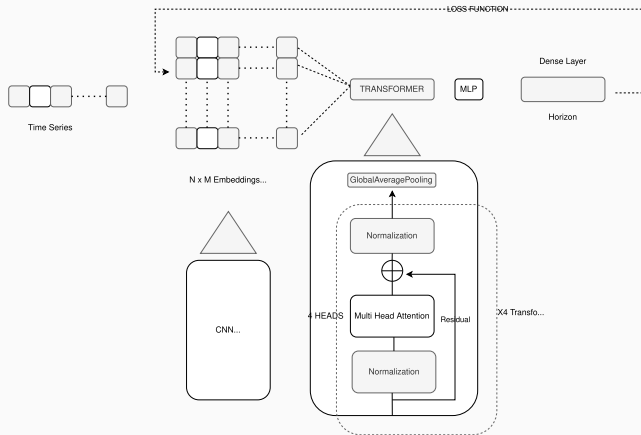 LOSS FUNCTION
Dense Layer
TRANSFORMER
MLP
Time Series
Horizon
N x M Embeddings...
GlobalAveragePooling
Normalization
4 HEADS
Multi Head Attention
Residual
X4 Transfo...
CNN...
Normalization